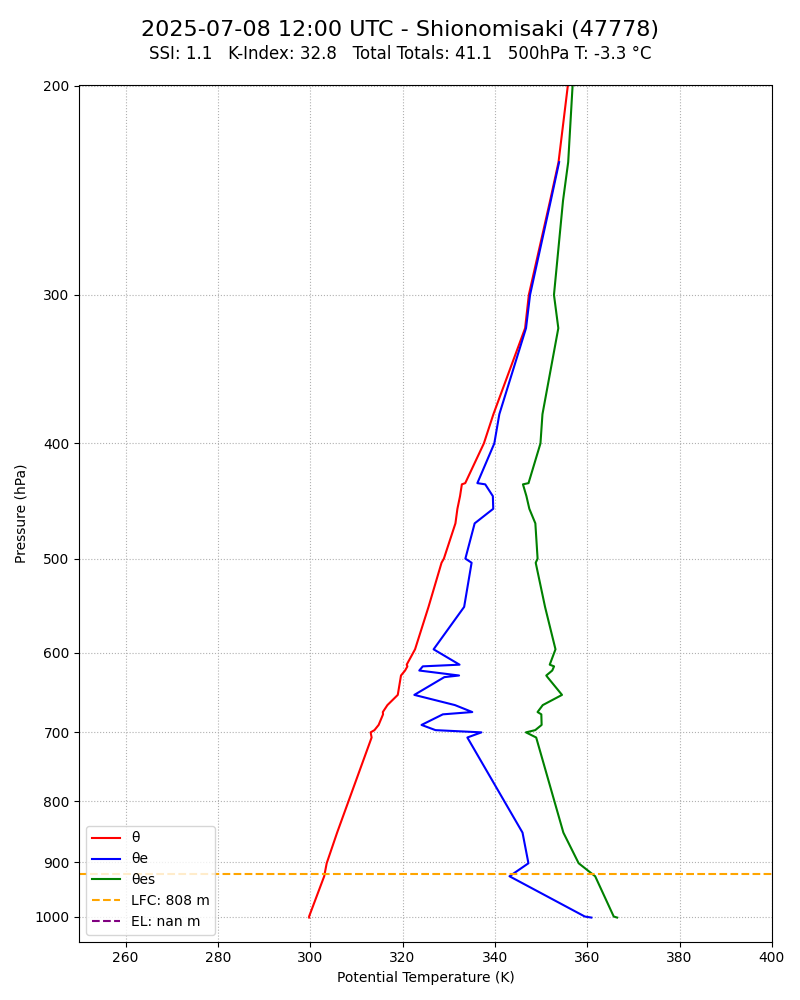 2025-07-08 12:00 UTC - Shionomisaki (47778)
SSI: 1.1 K-Index: 32.8 Total Totals: 41.1 500hPa T: -3.3 °C
200
300
400
500
600
700
800
900
1000
Pressure (hPa)
θ
θe
θes
LFC: 808 m
EL: nan m
260 280 300 320 340 360 380 400
Potential Temperature (K)